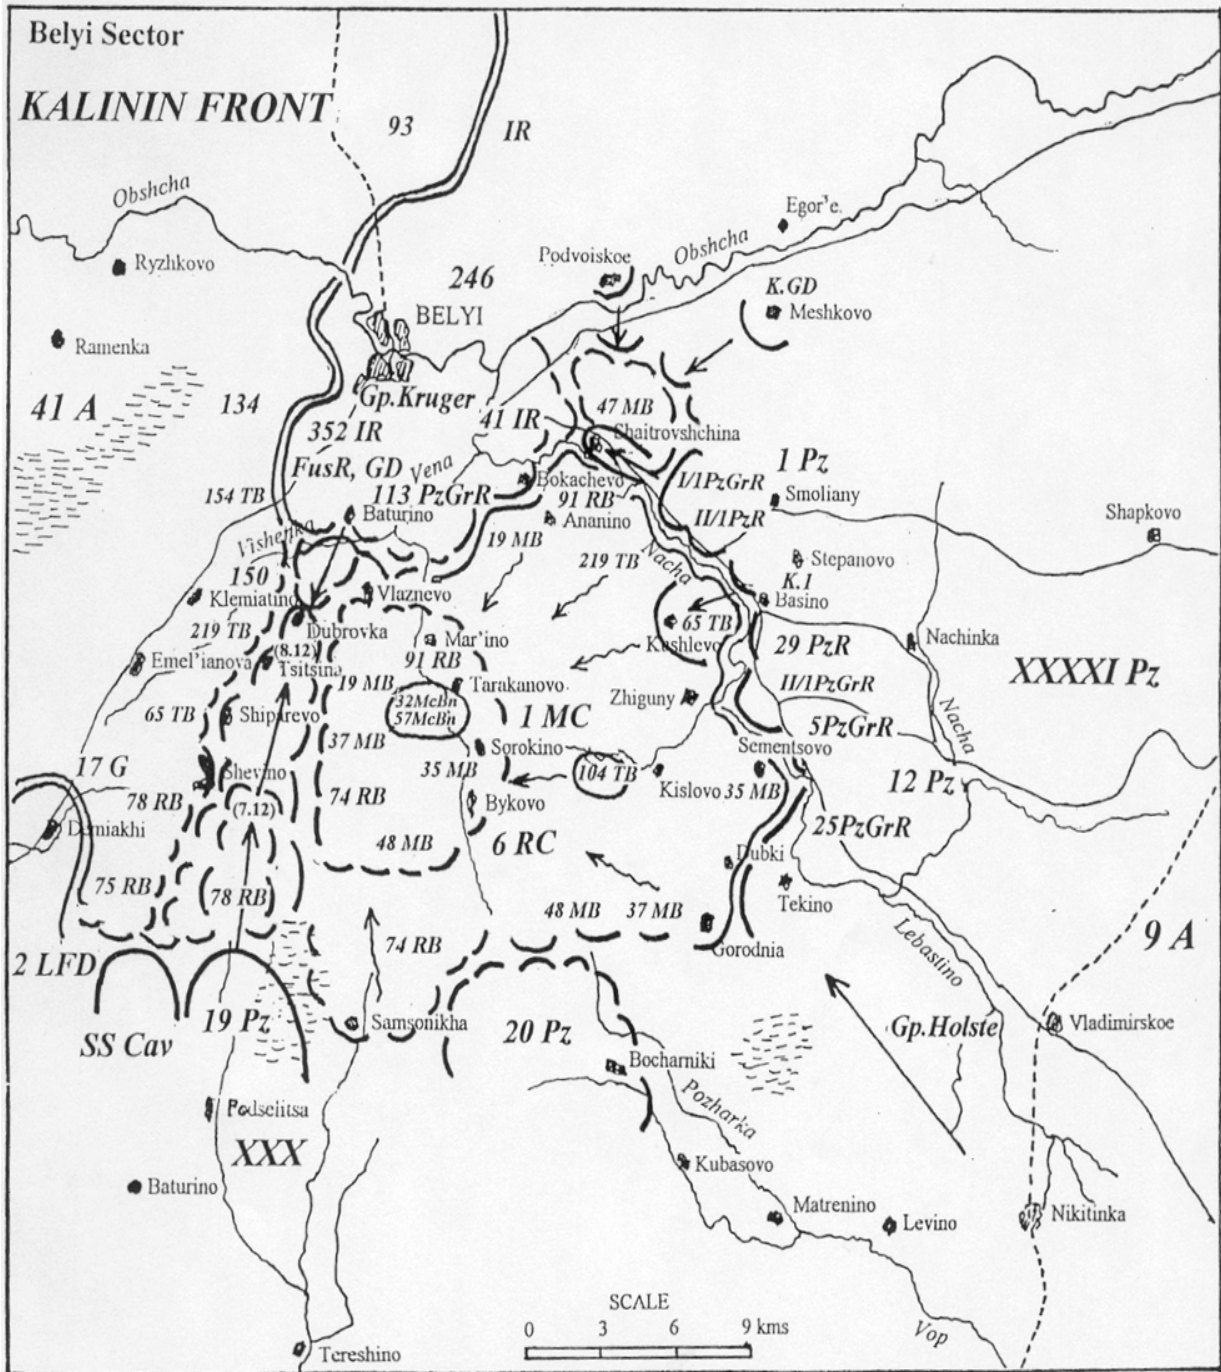 Belyi Sector
KALININ FRONT
93
IR
Obshcha
Egor'e.
Ryzhkovo
Podvoiskoe
Obshcha
246
K.GD
BELYI
Meshkovo
Ramenka
41 A
134
Gp.Kruger
47 MB
41 IR
352 IR
Shaitrovshchina
FusR, GD
Vena
1 Pz
113 PzGrR
Bokachevo
I/1PzGrR
154 TB
91 RB
Smoliany
Baturino
Ananino
II/1PzR
Shapkovo
Vishenka
19 MB
Nacha
219 TB
Stepanovo
150
K.1
Klemiatino
Vlaznevo
Basino
219 TB
Dubrovka
65 TB
(8.12)
Mar'ino
Kushlevo
29 PzR
Nachinka
Emel'ianova
Tsitsina
91 RB
XXXXI Pz
19 MB
Tarakanovo
II/1PzGrR
65 TB
Shiparevo
32McBn
57McBn
1 MC
Zhiguny
Nacha
37 MB
5PzGrR
Sorokino
Sementsovo
17 G
Shevino
35 MB
104 TB
Kislovo
35 MB
12 Pz
78 RB
(7.12)
74 RB
Bykovo
Demiakhi
25PzGrR
48 MB
6 RC
Dubki
75 RB
78 RB
Tekino
48 MB
37 MB
74 RB
Gorodnia
Lebastino
9 A
2 LFD
19 Pz
Samsonikha
20 Pz
Gp.Holste
Vladimirskoe
SS Cav
Bocharniki
Podselitsa
Pozharka
XXX
Kubasovo
Baturino
Matrenino
Levino
Nikitinka
SCALE
0 3 6 9 kms
Vop
Tereshino